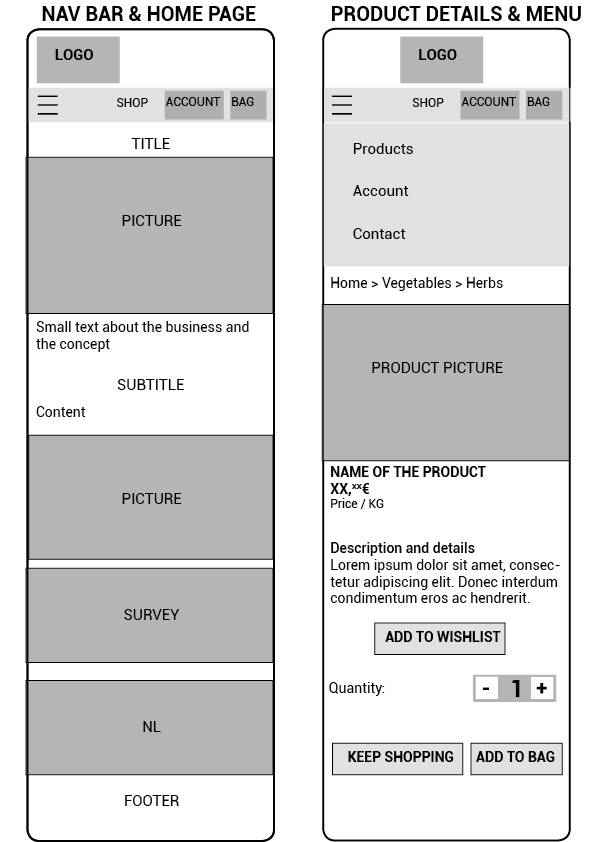 NAV BAR & HOME PAGE
LOGO
SHOP ACCOUNT BAG
TITLE
PICTURE
Small text about the business and
the concept
SUBTITLE
Content
PICTURE
SURVEY
NL
FOOTER
PRODUCT DETAILS & MENU
LOGO
SHOP ACCOUNT BAG
Products
Account
Contact
Home > Vegetables > Herbs
PRODUCT PICTURE
NAME OF THE PRODUCT
XX,ˣˣ€
Price / KG
Description and details
Lorem ipsum dolor sit amet, consec-
tetur adipiscing elit. Donec interdum
condimentum eros ac hendrerit.
ADD TO WISHLIST
Quantity: - 1 +
KEEP SHOPPING ADD TO BAG